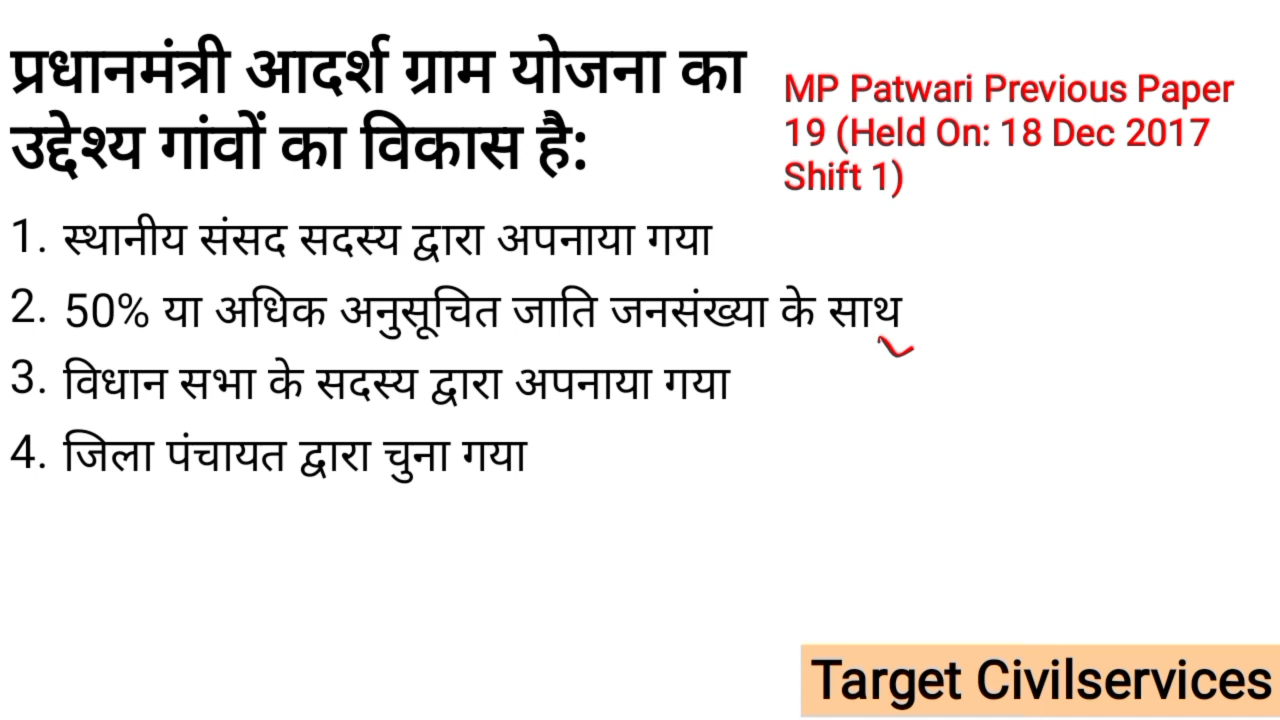 प्रधानमंत्री आदर्श ग्राम योजना का
उद्देश्य गांवों का विकास है:
MP Patwari Previous Paper
19 (Held On: 18 Dec 2017
Shift 1)
1. स्थानीय संसद सदस्य द्वारा अपनाया गया
2. 50% या अधिक अनुसूचित जाति जनसंख्या के साथ
3. विधान सभा के सदस्य द्वारा अपनाया गया
4. जिला पंचायत द्वारा चुना गया
Target Civilservices